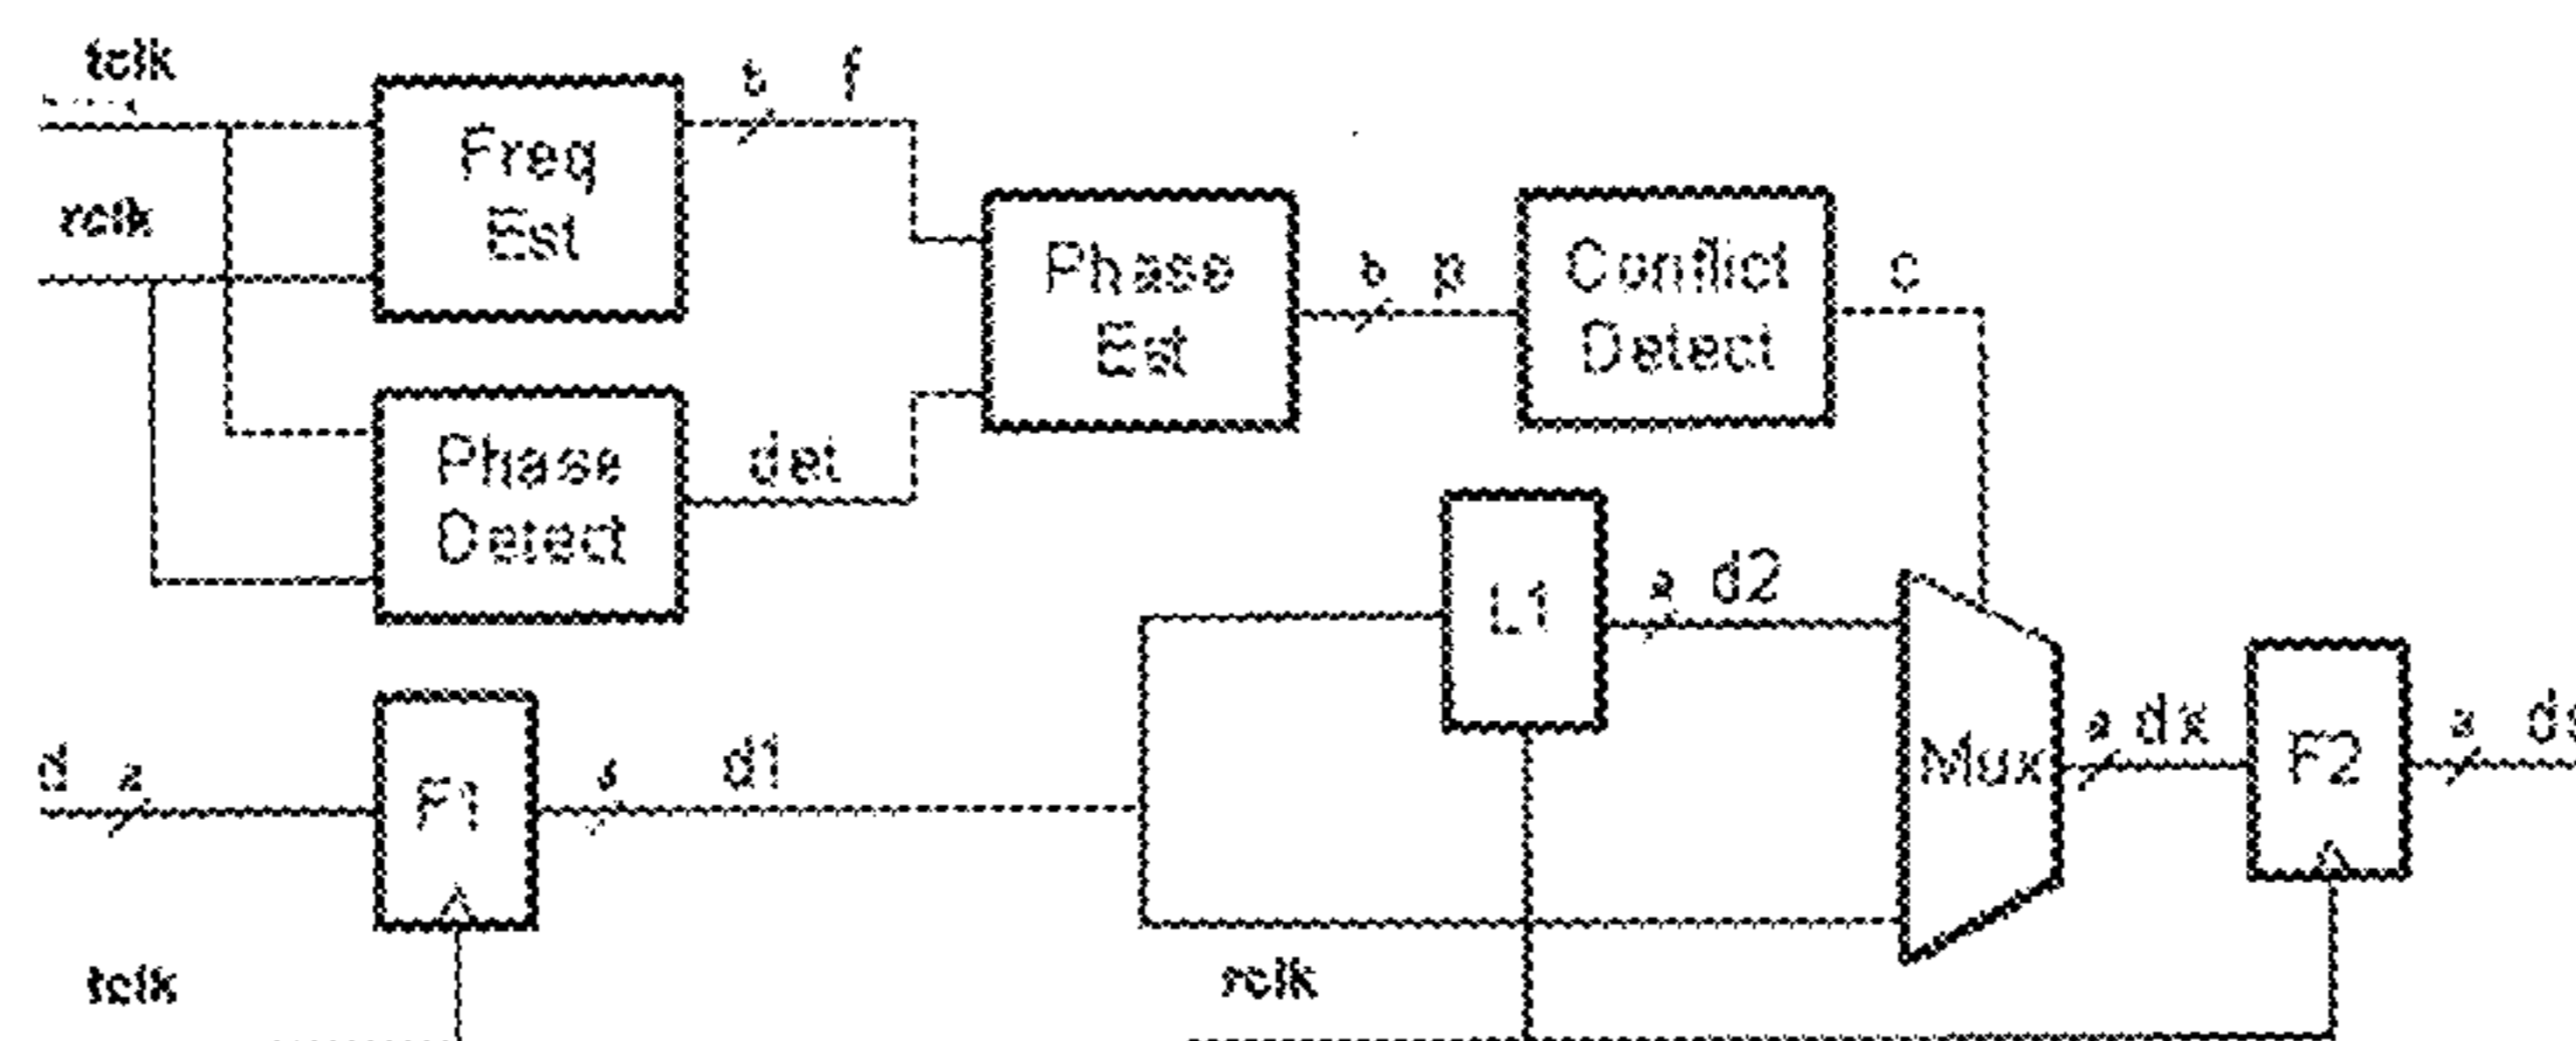 tclk
b f
Freq
Est
rclk
Phase
Est
b p
Conflict
Detect
c
Phase
Detect
det
L1
a d2
d a
F1
d1
Mux
a dx
F2
a
tclk
rclk